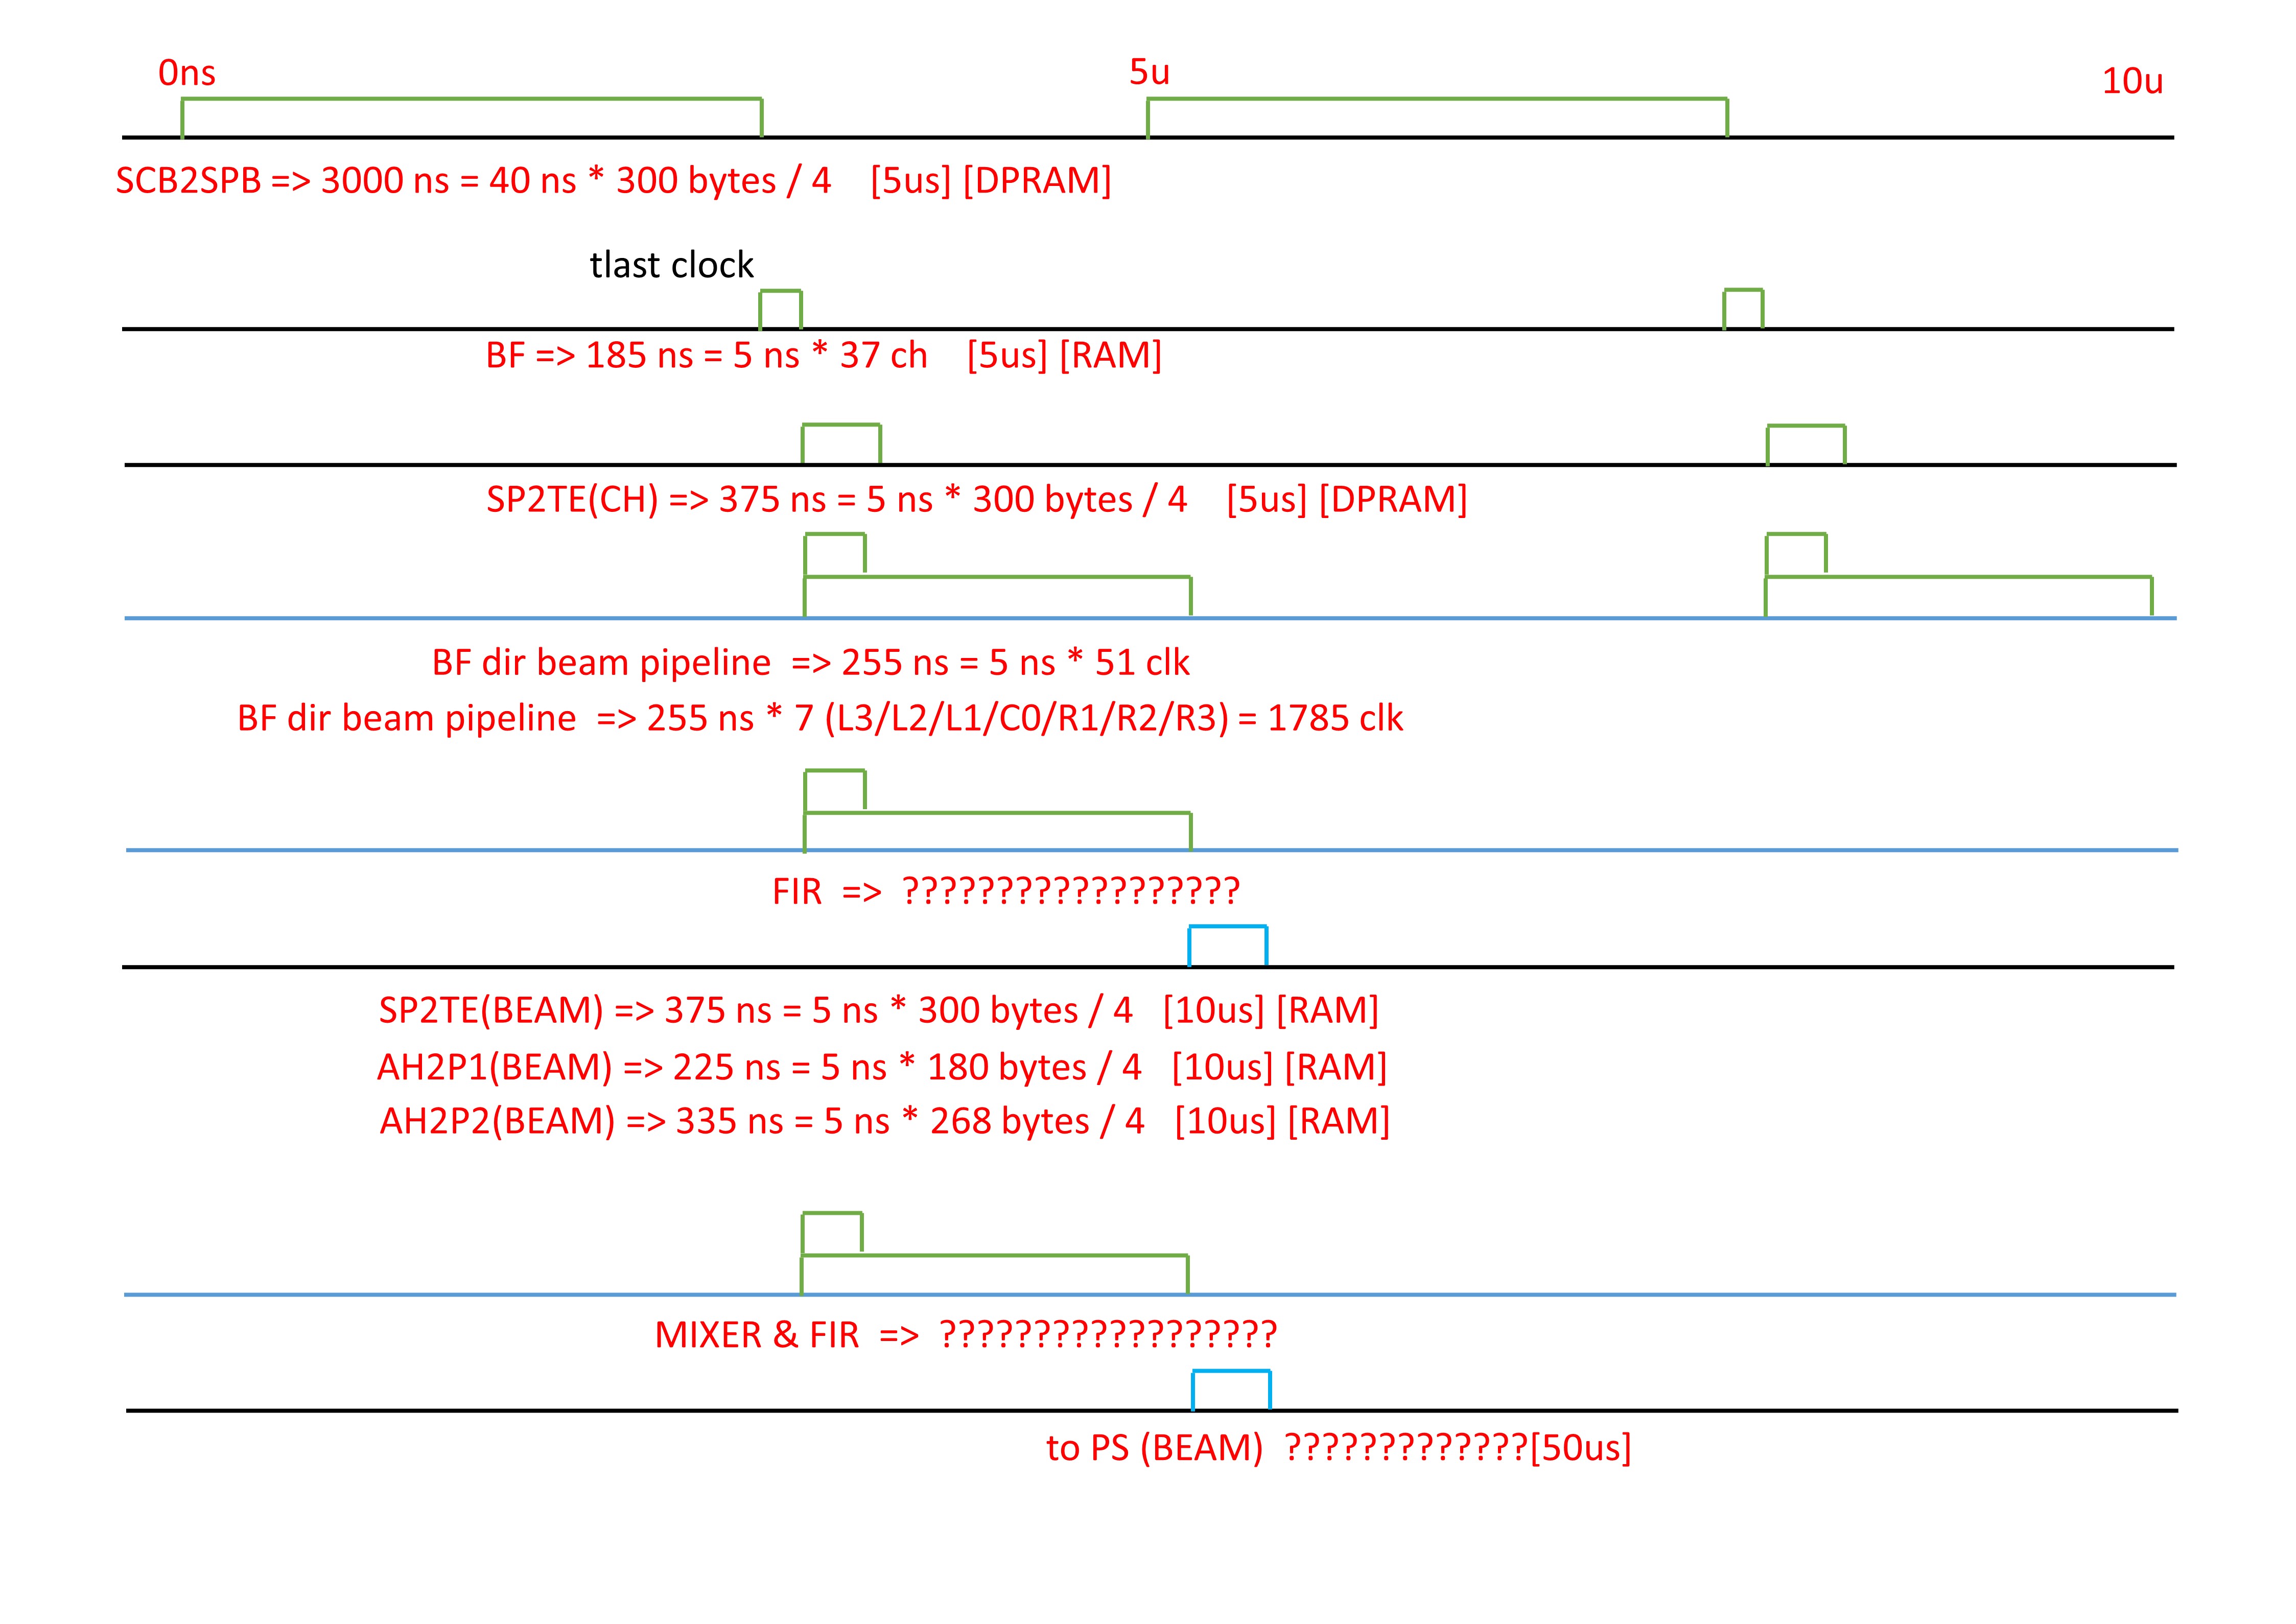 0ns
5u
10u
SCB2SPB => 3000 ns = 40 ns * 300 bytes / 4 [5us] [DPRAM]
tlast clock
BF => 185 ns = 5 ns * 37 ch [5us] [RAM]
SP2TE(CH) => 375 ns = 5 ns * 300 bytes / 4 [5us] [DPRAM]
BF dir beam pipeline => 255 ns = 5 ns * 51 clk
BF dir beam pipeline => 255 ns * 7 (L3/L2/L1/C0/R1/R2/R3) = 1785 clk
FIR => ??????????????????
SP2TE(BEAM) => 375 ns = 5 ns * 300 bytes / 4 [10us] [RAM]
AH2P1(BEAM) => 225 ns = 5 ns * 180 bytes / 4 [10us] [RAM]
AH2P2(BEAM) => 335 ns = 5 ns * 268 bytes / 4 [10us] [RAM]
MIXER & FIR => ??????????????????
to PS (BEAM) ?????????????[50us]